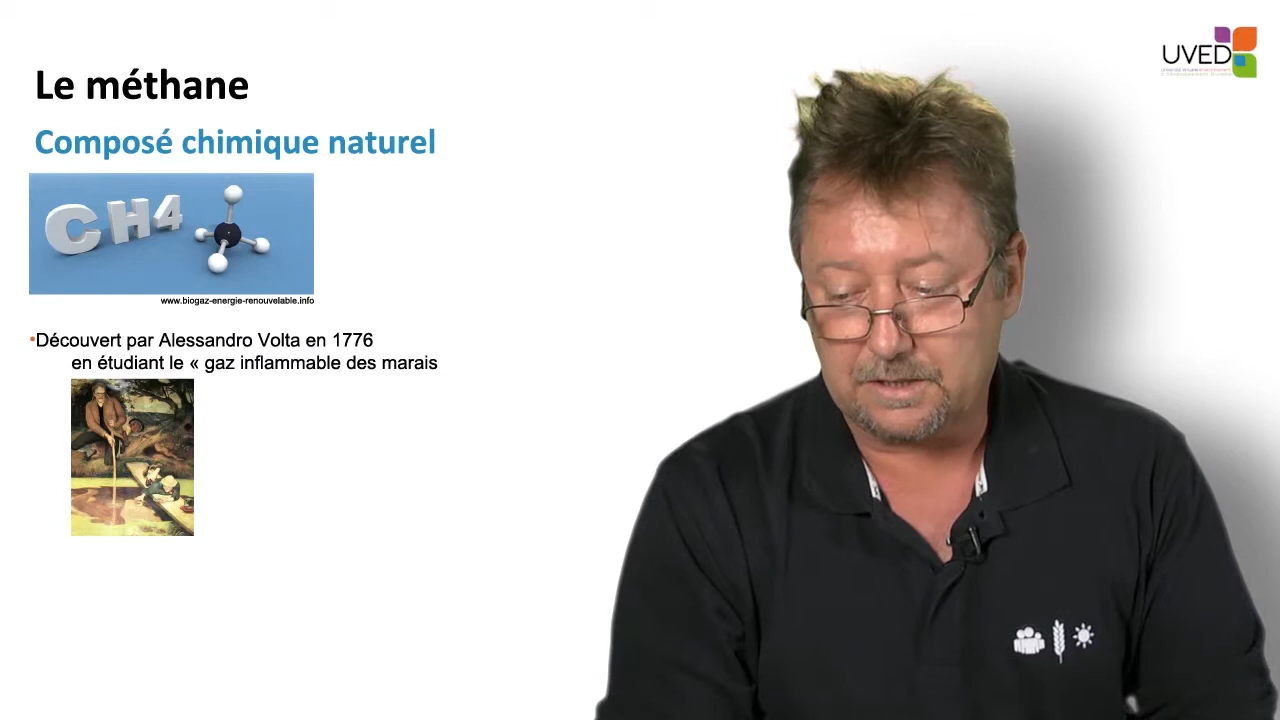 UVED
Le méthane
Composé chimique naturel
CH4
www.biogaz-energie-renouvelable.info
•Découvert par Alessandro Volta en 1776
en étudiant le « gaz inflammable des marais